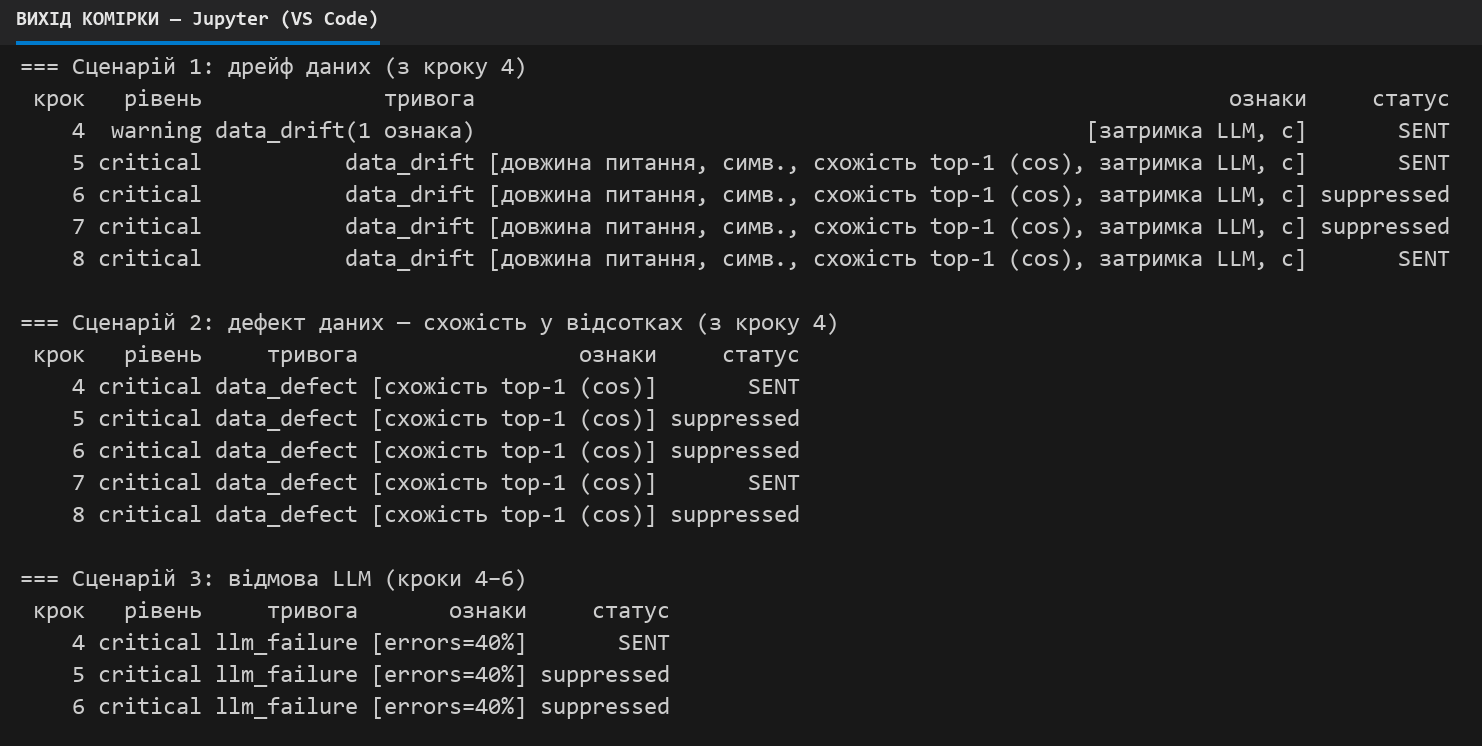 ВИХІД КОМІРКИ — Jupyter (VS Code)
=== Сценарій 1: дрейф даних (з кроку 4)
крок рівень тривога ознаки статус
4 warning data_drift(1 ознака) [затримка LLM, с] SENT
5 critical data_drift [довжина питання, симв., схожість top-1 (cos), затримка LLM, с] SENT
6 critical data_drift [довжина питання, симв., схожість top-1 (cos), затримка LLM, с] suppressed
7 critical data_drift [довжина питання, симв., схожість top-1 (cos), затримка LLM, с] suppressed
8 critical data_drift [довжина питання, симв., схожість top-1 (cos), затримка LLM, с] SENT
=== Сценарій 2: дефект даних — схожість у відсотках (з кроку 4)
крок рівень тривога ознаки статус
4 critical data_defect [схожість top-1 (cos)] SENT
5 critical data_defect [схожість top-1 (cos)] suppressed
6 critical data_defect [схожість top-1 (cos)] suppressed
7 critical data_defect [схожість top-1 (cos)] SENT
8 critical data_defect [схожість top-1 (cos)] suppressed
=== Сценарій 3: відмова LLM (кроки 4–6)
крок рівень тривога ознаки статус
4 critical llm_failure [errors=40%] SENT
5 critical llm_failure [errors=40%] suppressed
6 critical llm_failure [errors=40%] suppressed